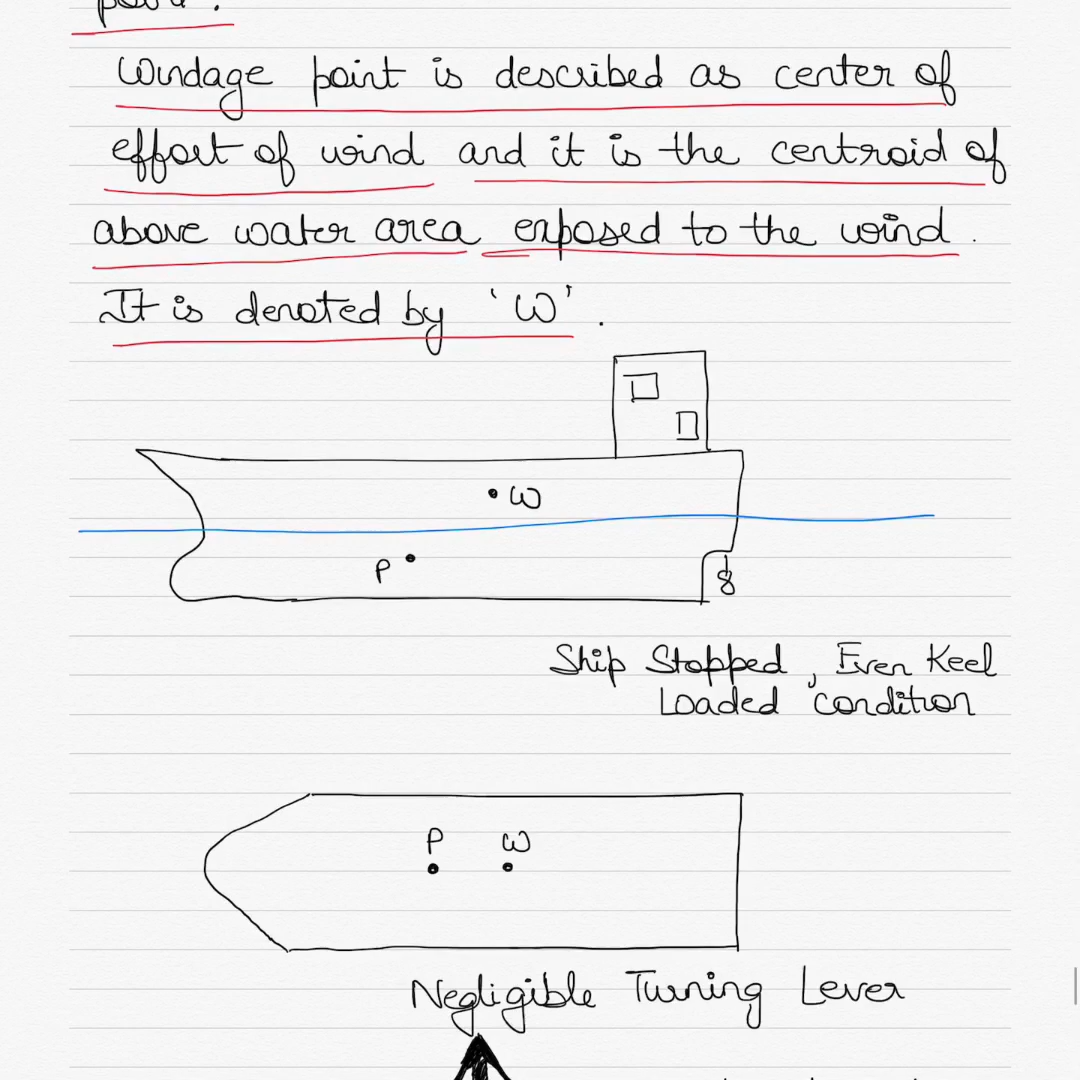 point.
Windage point is described as center of
effort of wind and it is the centroid of
above water area exposed to the wind.
It is denoted by 'W'.
W
P
Ship Stopped, Even Keel
Loaded condition
P W
Negligible Turning Lever